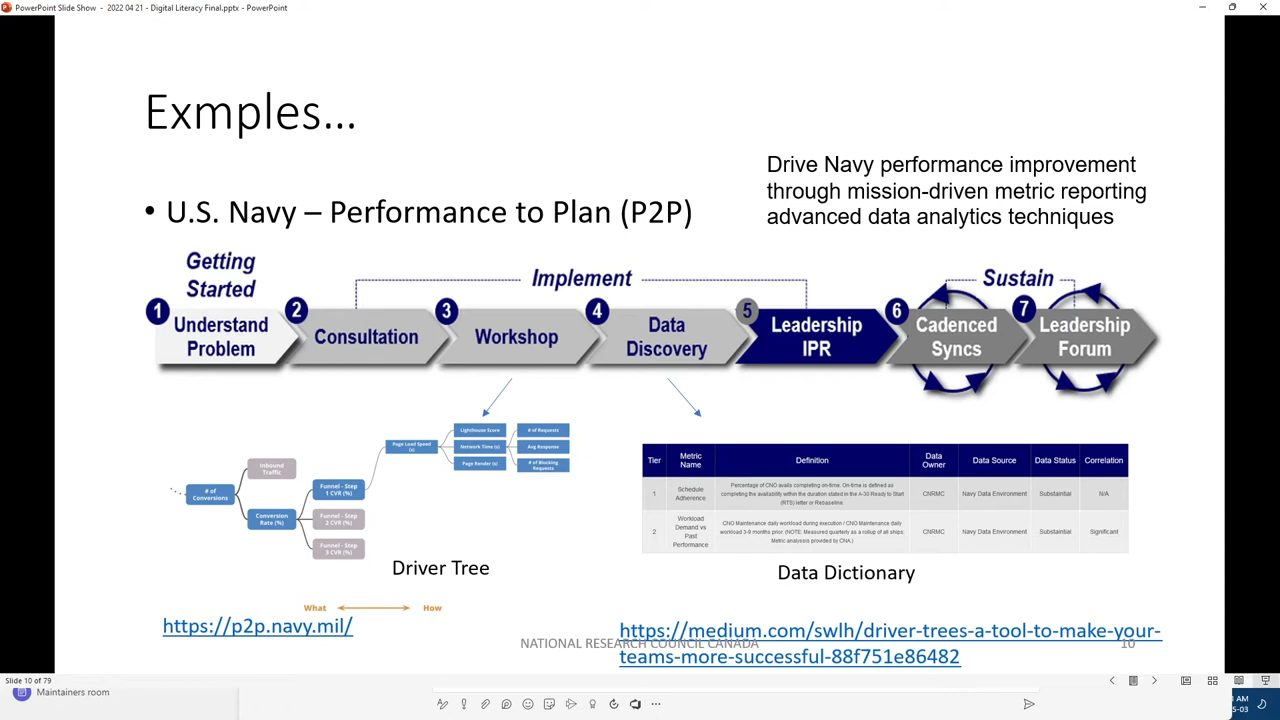 PowerPoint Slide Show - 2022 04 21 - Digital Literacy Final.pptx - PowerPoint
Exmples...
• U.S. Navy – Performance to Plan (P2P)
Drive Navy performance improvement
through mission-driven metric reporting
advanced data analytics techniques
Getting
Started
Implement
Sustain
1
Understand
Problem
2
Consultation
3
Workshop
4
Data
Discovery
5
Leadership
IPR
6
Cadenced
Syncs
7
Leadership
Forum
# of
Conversions
Inbound
Traffic
Conversion
Rate (%)
Funnel - Step
1 CVR (%)
Funnel - Step
2 CVR (%)
Funnel - Step
3 CVR (%)
Page Load Speed
(s)
Lighthouse Score
Network Time (s)
Page Render (s)
# of Requests
Avg Response
# of Blocking
Requests
Driver Tree
What
How
https://p2p.navy.mil/
Tier Metric Name Definition Data Owner Data Source Data Status Correlation
1 Schedule Adherence
Percentage of CNO avails completing on-time. On-time is defined as
completing the availability within the duration stated in the A-30 Ready to Start
(RTS) letter or Rebaseline.
CNRMC Navy Data Environment Substaintial N/A
2 Workload Demand vs Past Performance
CNO Maintenance daily workload during execution / CNO Maintenance daily
workload 3-9 months prior. (NOTE: Measured quarterly as a rollup of all ships;
Metric analysis provided by CNA.)
CNRMC Navy Data Environment Substaintial Significant
Data Dictionary
https://medium.com/swlh/driver-trees-a-tool-to-make-your-
teams-more-successful-88f751e86482
NATIONAL RESEARCH COUNCIL CANADA
10
Slide 10 of 79
Maintainers room
AM
5-03